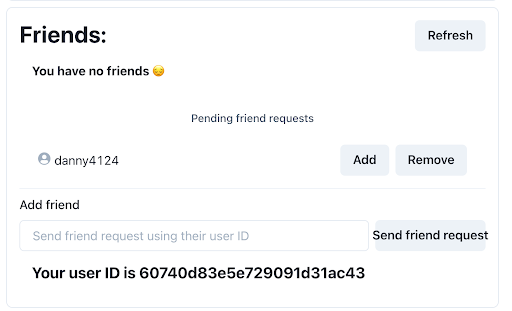 Friends:
Refresh
You have no friends 😔
Pending friend requests
danny4124
Add
Remove
Add friend
Send friend request using their user ID
Send friend request
Your user ID is 60740d83e5e729091d31ac43